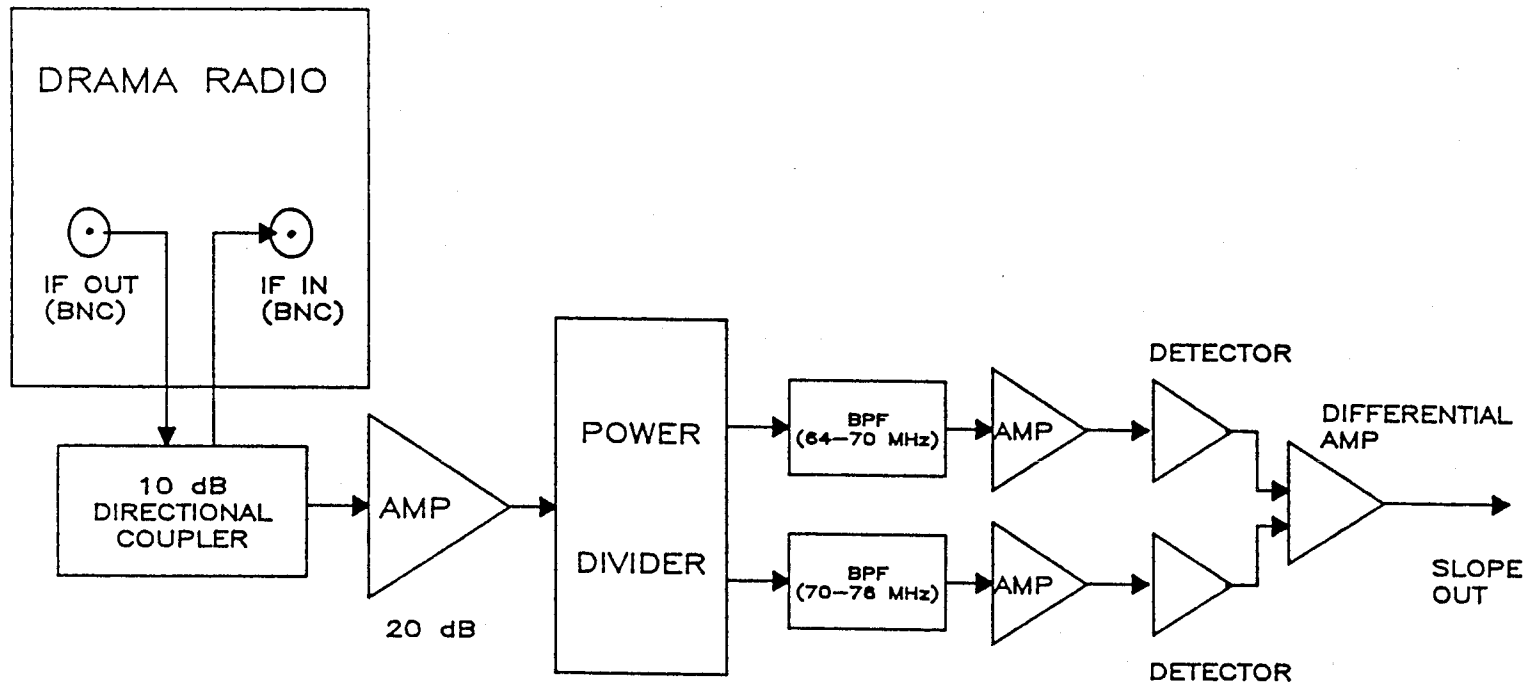 DRAMA RADIO
IF OUT
(BNC)
IF IN
(BNC)
10 dB
DIRECTIONAL
COUPLER
AMP
20 dB
POWER
DIVIDER
BPF
(64-70 MHz)
BPF
(70-76 MHz)
AMP
AMP
DETECTOR
DETECTOR
DIFFERENTIAL
AMP
SLOPE
OUT